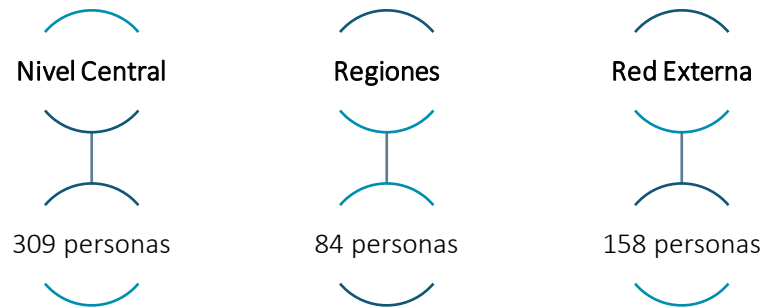 Nivel Central
Regiones
Red Externa
309 personas
84 personas
158 personas